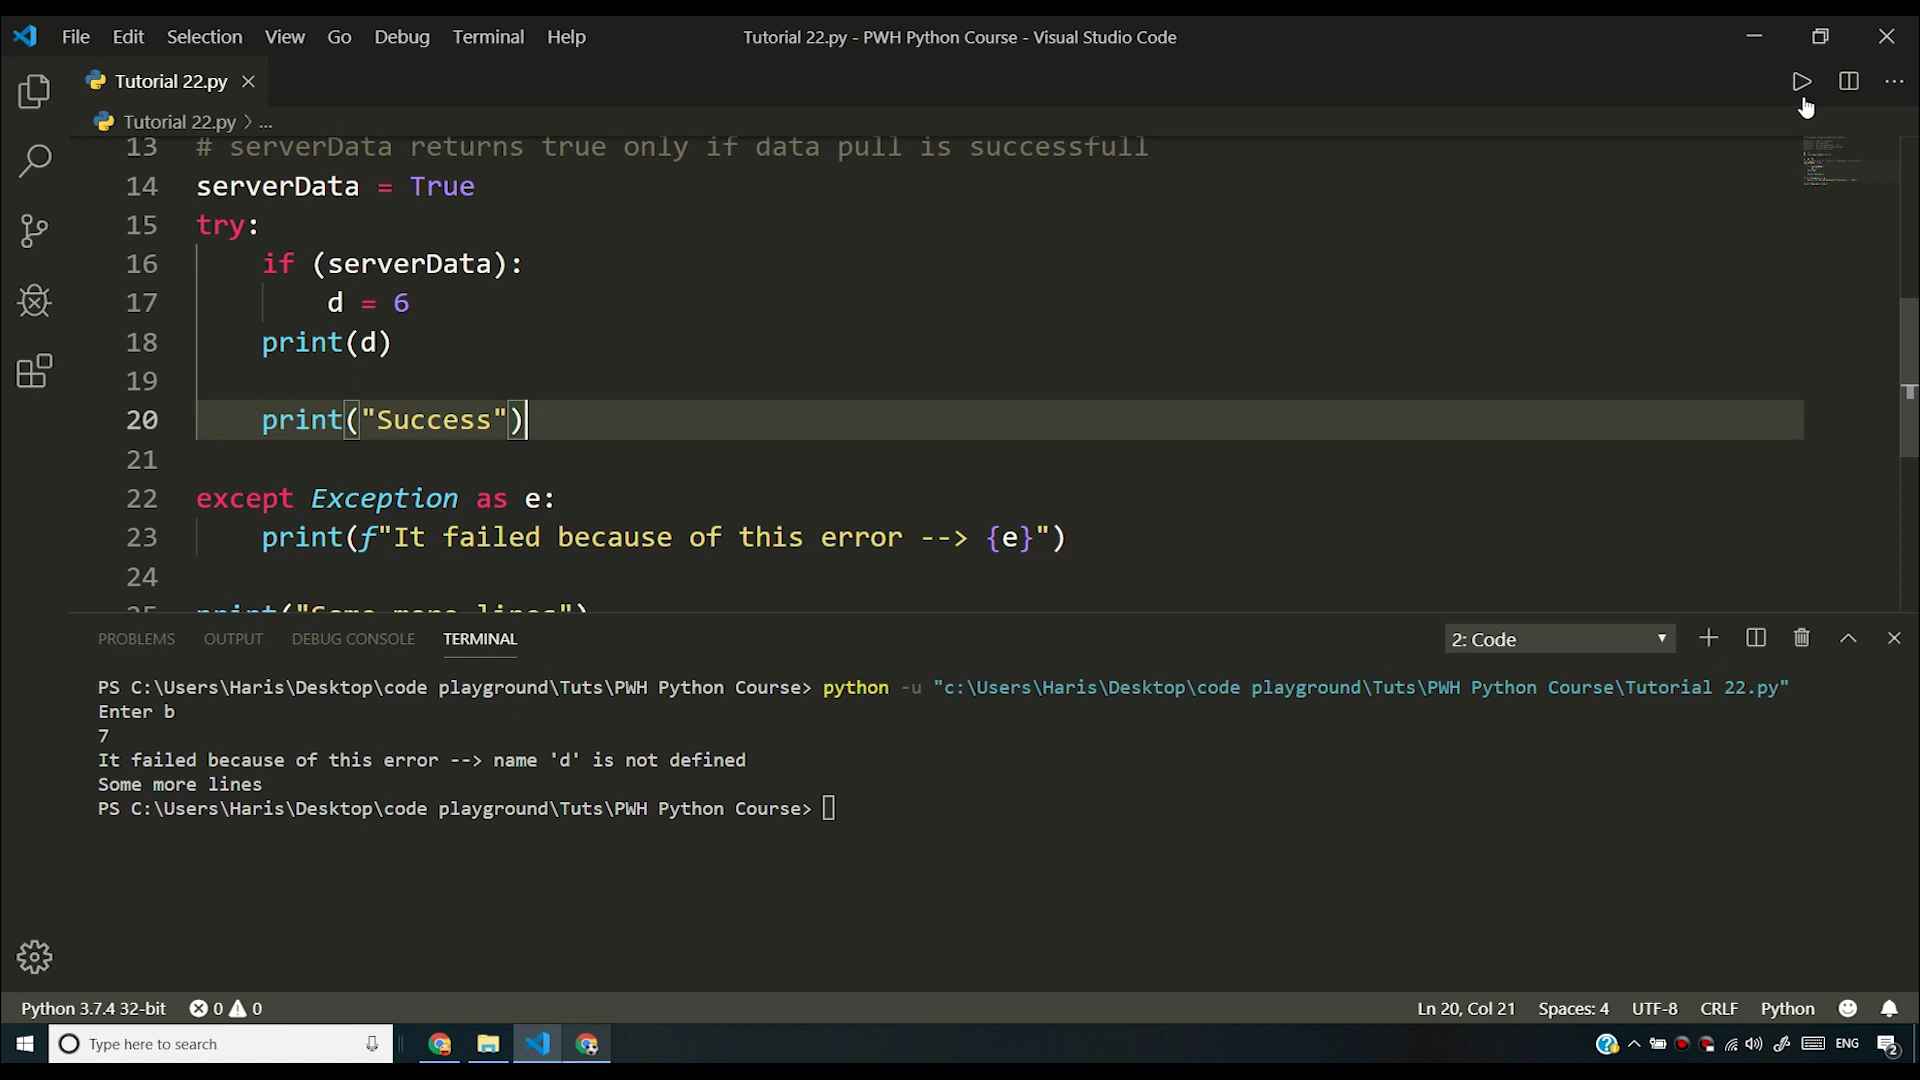 File Edit Selection View Go Debug Terminal Help Tutorial 22.py - PWH Python Course - Visual Studio Code
Tutorial 22.py
Tutorial 22.py > ...
13 # serverData returns true only if data pull is successfull
14 serverData = True
15 try:
16 if (serverData):
17 d = 6
18 print(d)
19
20 print("Success")
21
22 except Exception as e:
23 print(f"It failed because of this error --> {e}")
24
25 print("Some more lines")
PROBLEMS OUTPUT DEBUG CONSOLE TERMINAL 2: Code
PS C:\Users\Haris\Desktop\code playground\Tuts\PWH Python Course> python -u "c:\Users\Haris\Desktop\code playground\Tuts\PWH Python Course\Tutorial 22.py"
Enter b
7
It failed because of this error --> name 'd' is not defined
Some more lines
PS C:\Users\Haris\Desktop\code playground\Tuts\PWH Python Course>
Python 3.7.4 32-bit 0 0 Ln 20, Col 21 Spaces: 4 UTF-8 CRLF Python
Type here to search ENG 2